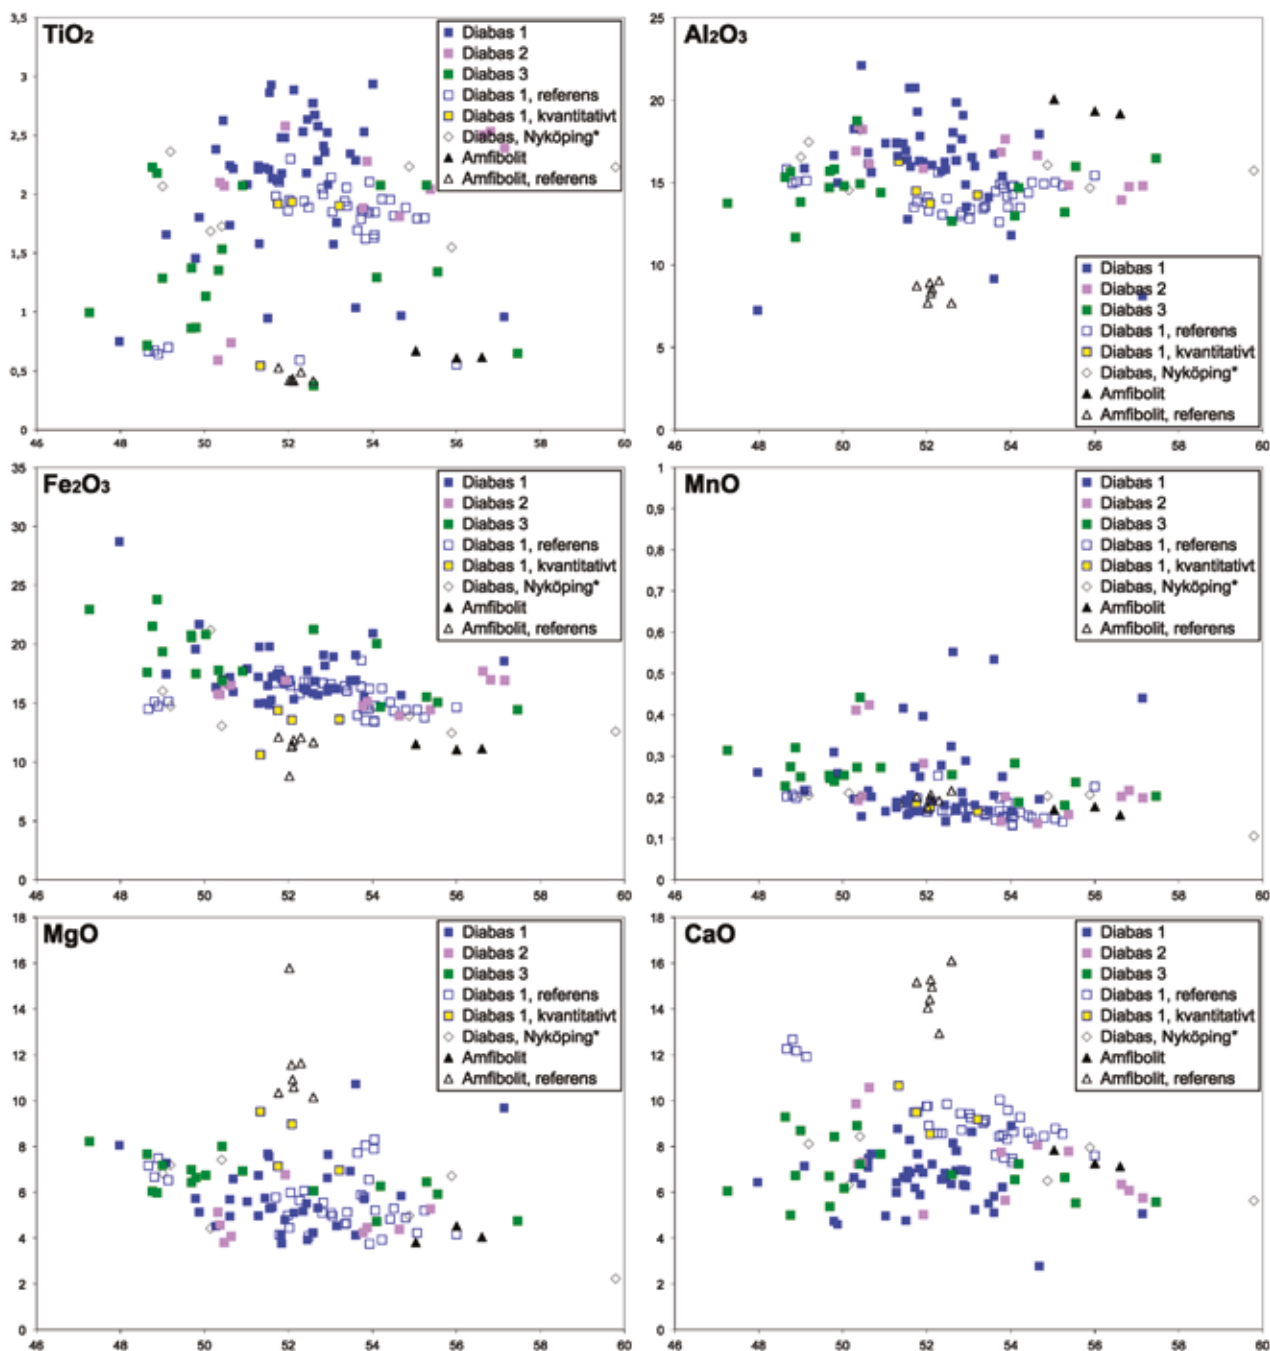 TiO2
3,5
3
2,5
2
1,5
1
0,5
0
46 48 50 52 54 56 58 60
Diabas 1
Diabas 2
Diabas 3
Diabas 1, referens
Diabas 1, kvantitativt
Diabas, Nyköping*
Amfibolit
Amfibolit, referens
Al2O3
25
20
15
10
5
0
46 48 50 52 54 56 58 60
Diabas 1
Diabas 2
Diabas 3
Diabas 1, referens
Diabas 1, kvantitativt
Diabas, Nyköping*
Amfibolit
Amfibolit, referens
Fe2O3
35
30
25
20
15
10
5
0
46 48 50 52 54 56 58 60
Diabas 1
Diabas 2
Diabas 3
Diabas 1, referens
Diabas 1, kvantitativt
Diabas, Nyköping*
Amfibolit
Amfibolit, referens
MnO
1
0,9
0,8
0,7
0,6
0,5
0,4
0,3
0,2
0,1
0
46 48 50 52 54 56 58 60
Diabas 1
Diabas 2
Diabas 3
Diabas 1, referens
Diabas 1, kvantitativt
Diabas, Nyköping*
Amfibolit
Amfibolit, referens
MgO
18
16
14
12
10
8
6
4
2
0
46 48 50 52 54 56 58 60
Diabas 1
Diabas 2
Diabas 3
Diabas 1, referens
Diabas 1, kvantitativt
Diabas, Nyköping*
Amfibolit
Amfibolit, referens
CaO
18
16
14
12
10
8
6
4
2
0
46 48 50 52 54 56 58 60
Diabas 1
Diabas 2
Diabas 3
Diabas 1, referens
Diabas 1, kvantitativt
Diabas, Nyköping*
Amfibolit
Amfibolit, referens